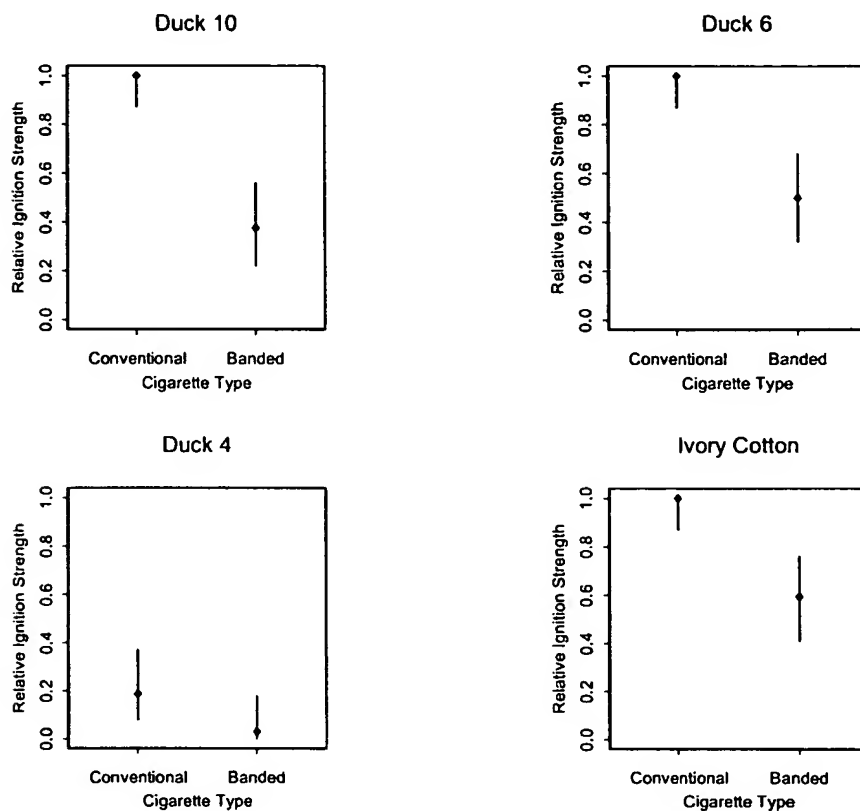 Duck 10
Relative Ignition Strength
1.0
0.8
0.6
0.4
0.2
0.0
Conventional Banded
Cigarette Type
Duck 6
Relative Ignition Strength
1.0
0.8
0.6
0.4
0.2
0.0
Conventional Banded
Cigarette Type
Duck 4
Relative Ignition Strength
1.0
0.8
0.6
0.4
0.2
0.0
Conventional Banded
Cigarette Type
Ivory Cotton
Relative Ignition Strength
1.0
0.8
0.6
0.4
0.2
0.0
Conventional Banded
Cigarette Type